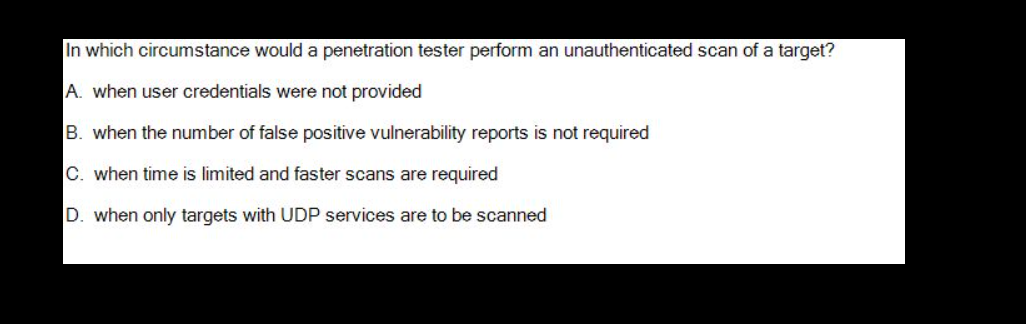 In which circumstance would a penetration tester perform an unauthenticated scan of a target?
A. when user credentials were not provided
B. when the number of false positive vulnerability reports is not required
C. when time is limited and faster scans are required
D. when only targets with UDP services are to be scanned